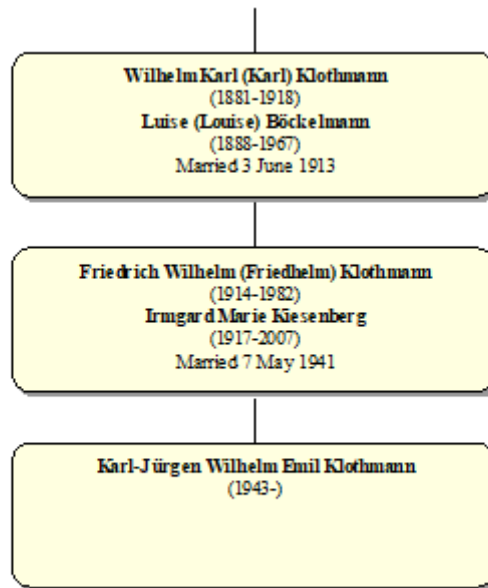 Wilhelm Karl (Karl) Klothmann
(1881-1918)
Luise (Louise) Böckelmann
(1888-1967)
Married 3 June 1913
Friedrich Wilhelm (Friedhelm) Klothmann
(1914-1982)
Irmgard Marie Kiesenberg
(1917-2007)
Married 7 May 1941
Karl-Jürgen Wilhelm Emil Klothmann
(1943-)